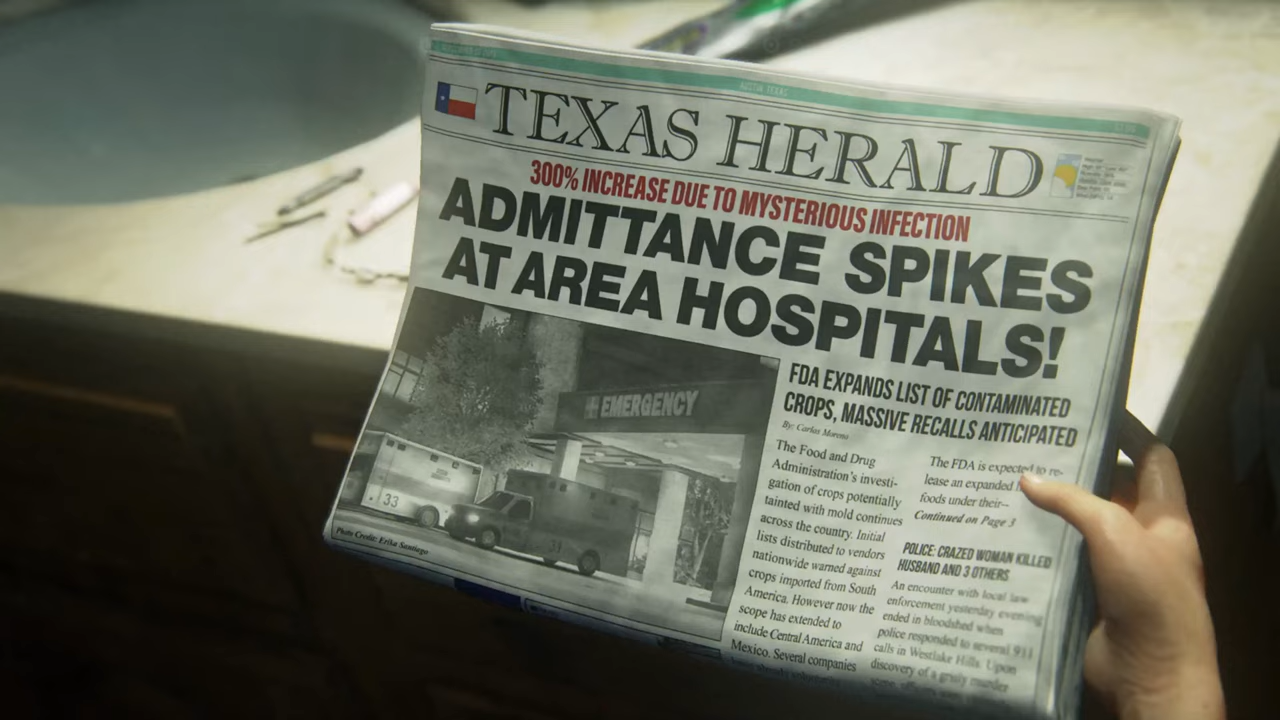 AUSTIN, TEXAS
TEXAS HERALD
300% INCREASE DUE TO MYSTERIOUS INFECTION
ADMITTANCE SPIKES
AT AREA HOSPITALS!
EMERGENCY
33
33
Photo Credit: Erika Santiago
FDA EXPANDS LIST OF CONTAMINATED
CROPS, MASSIVE RECALLS ANTICIPATED
By: Carlos Moreno
The Food and Drug
Administration's investi-
gation of crops potentially
tainted with mold continues
across the country. Initial
lists distributed to vendors
nationwide warned against
crops imported from South
America. However now the
scope has extended to
include Central America and
Mexico. Several companies
The FDA is expected to re-
lease an expanded
foods under their--
Continued on Page 3
POLICE: CRAZED WOMAN KILLED
HUSBAND AND 3 OTHERS
An encounter with local law
enforcement yesterday evening
ended in bloodshed when
police responded to several 911
calls in Westlake Hills. Upon
discovery of a grisly murder